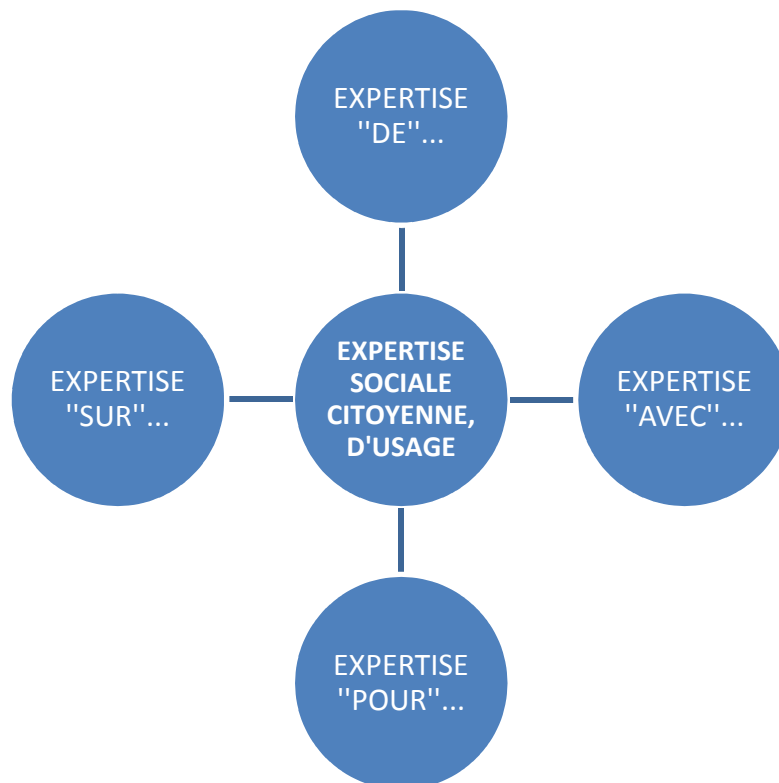 EXPERTISE
"DE"...
EXPERTISE
"SUR"...
EXPERTISE
SOCIALE
CITOYENNE,
D'USAGE
EXPERTISE
"AVEC"...
EXPERTISE
"POUR"...